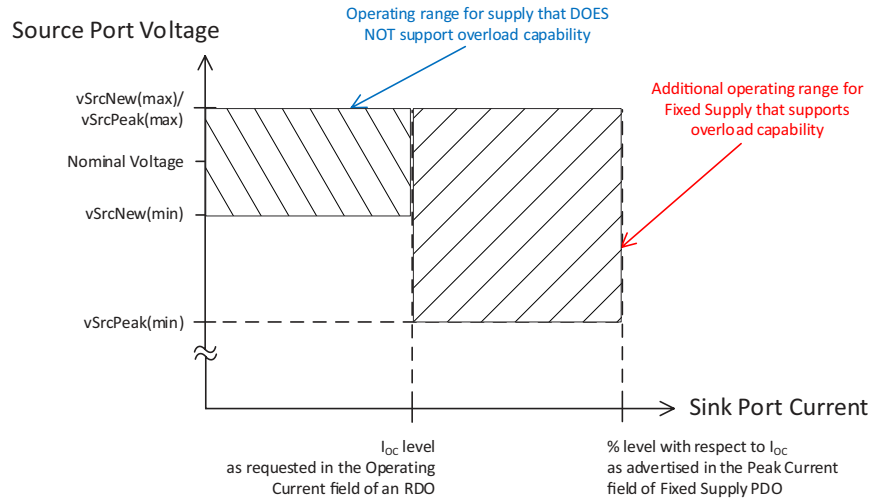 Operating range for supply that DOES
NOT support overload capability
Source Port Voltage
vSrcNew(max)/
vSrcPeak(max)
Additional operating range for
Fixed Supply that supports
overload capability
Nominal Voltage
vSrcNew(min)
vSrcPeak(min)
Sink Port Current
IOC level
as requested in the Operating
Current field of an RDO
% level with respect to IOC
as advertised in the Peak Current
field of Fixed Supply PDO